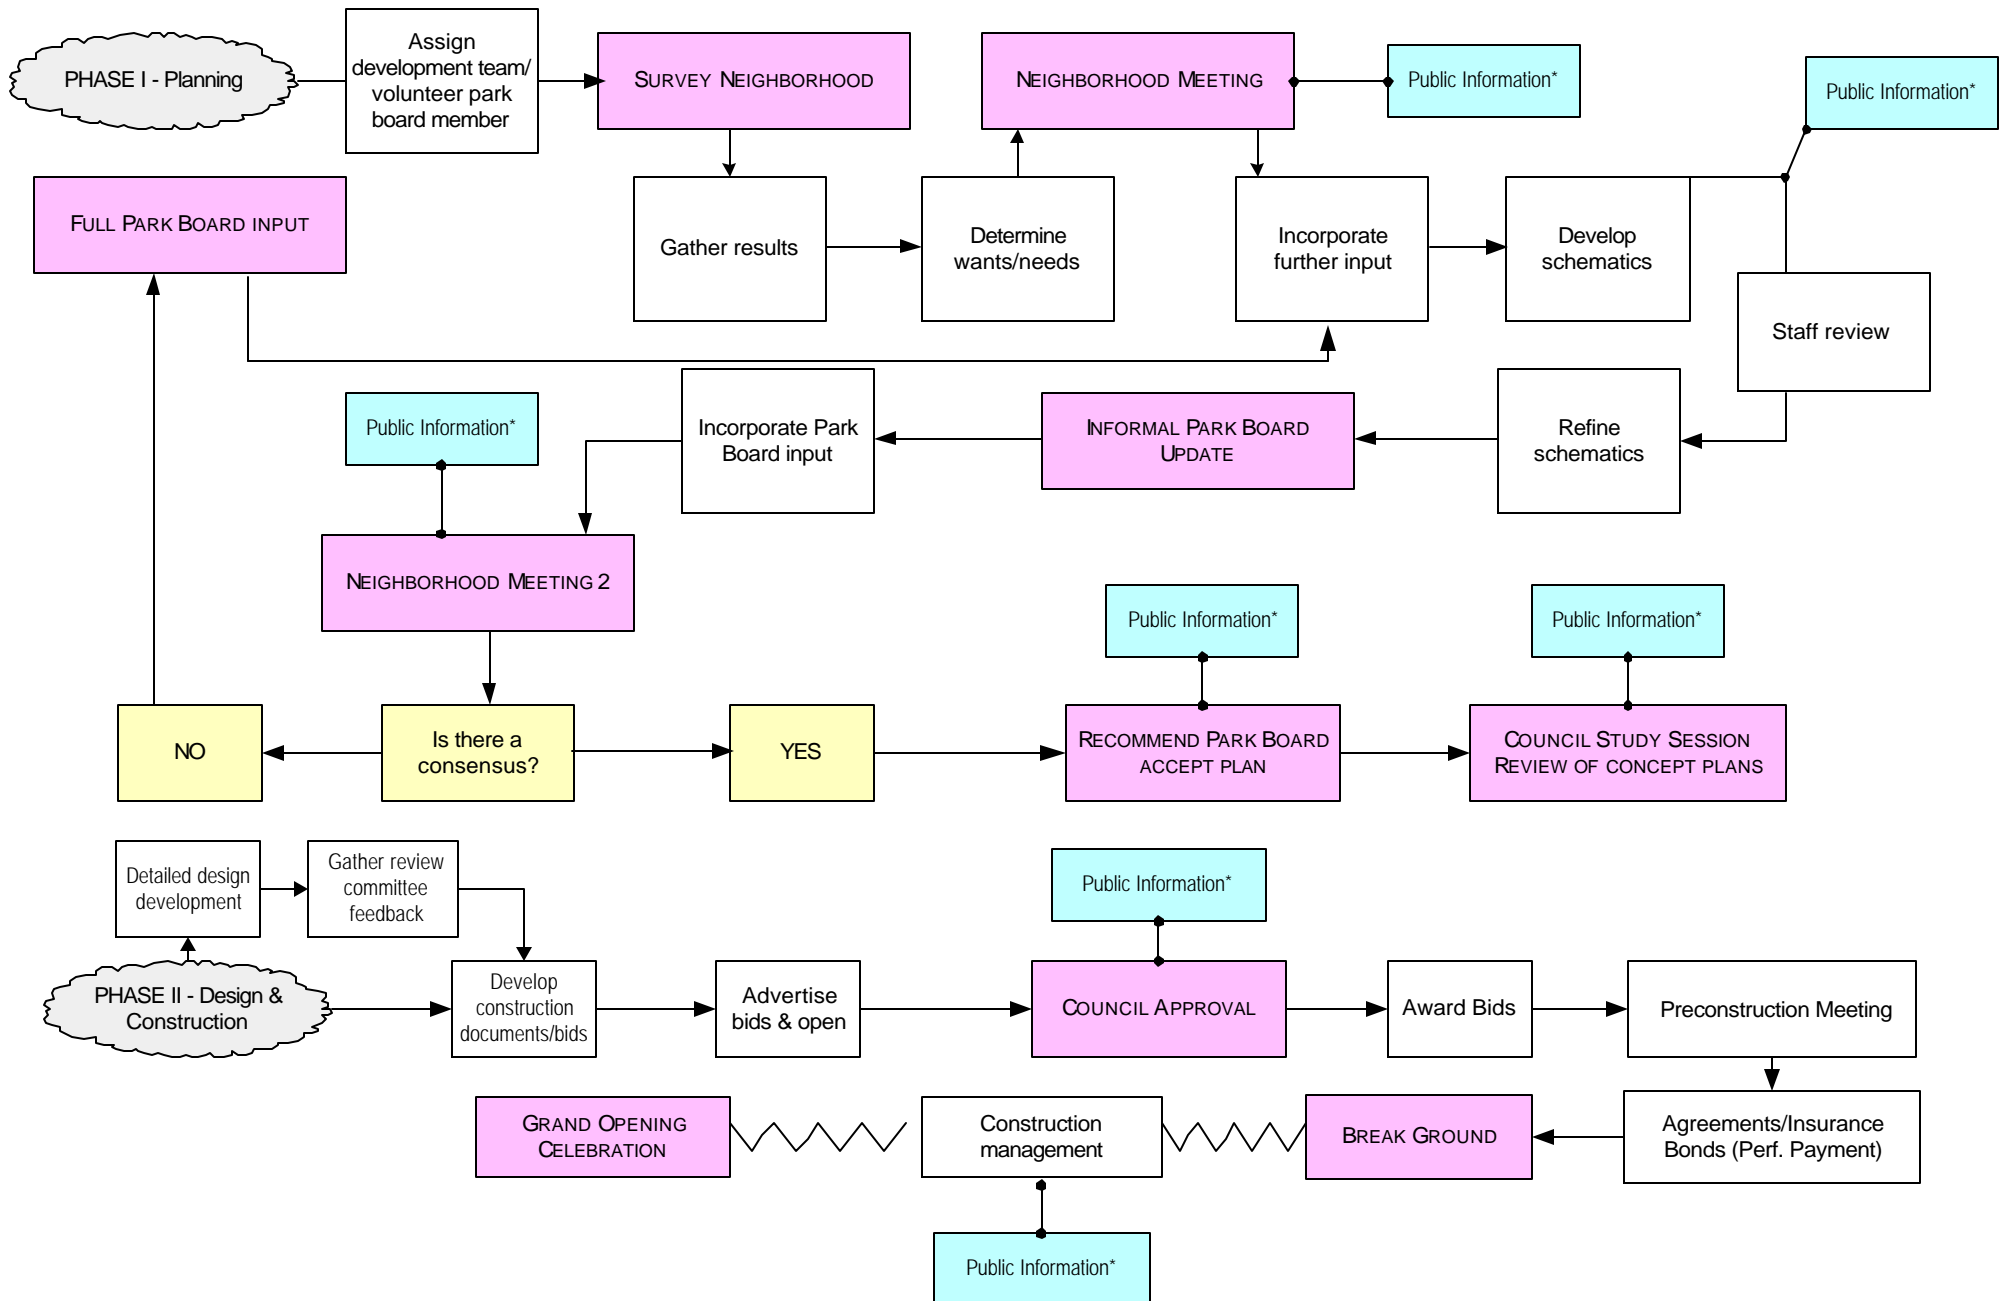 PHASE I - Planning
Assign
development team/
volunteer park
board member
SURVEY NEIGHBORHOOD
NEIGHBORHOOD MEETING
Public Information*
Public Information*
FULL PARK BOARD INPUT
Gather results
Determine
wants/needs
Incorporate
further input
Develop
schematics
Staff review
Public Information*
Incorporate Park
Board input
INFORMAL PARK BOARD
UPDATE
Refine
schematics
NEIGHBORHOOD MEETING 2
Public Information*
Public Information*
NO
Is there a
consensus?
YES
RECOMMEND PARK BOARD
ACCEPT PLAN
COUNCIL STUDY SESSION
REVIEW OF CONCEPT PLANS
Detailed design
development
Gather review
committee
feedback
Public Information*
PHASE II - Design &
Construction
Develop
construction
documents/bids
Advertise
bids & open
COUNCIL APPROVAL
Award Bids
Preconstruction Meeting
GRAND OPENING
CELEBRATION
Construction
management
BREAK GROUND
Agreements/Insurance
Bonds (Perf. Payment)
Public Information*